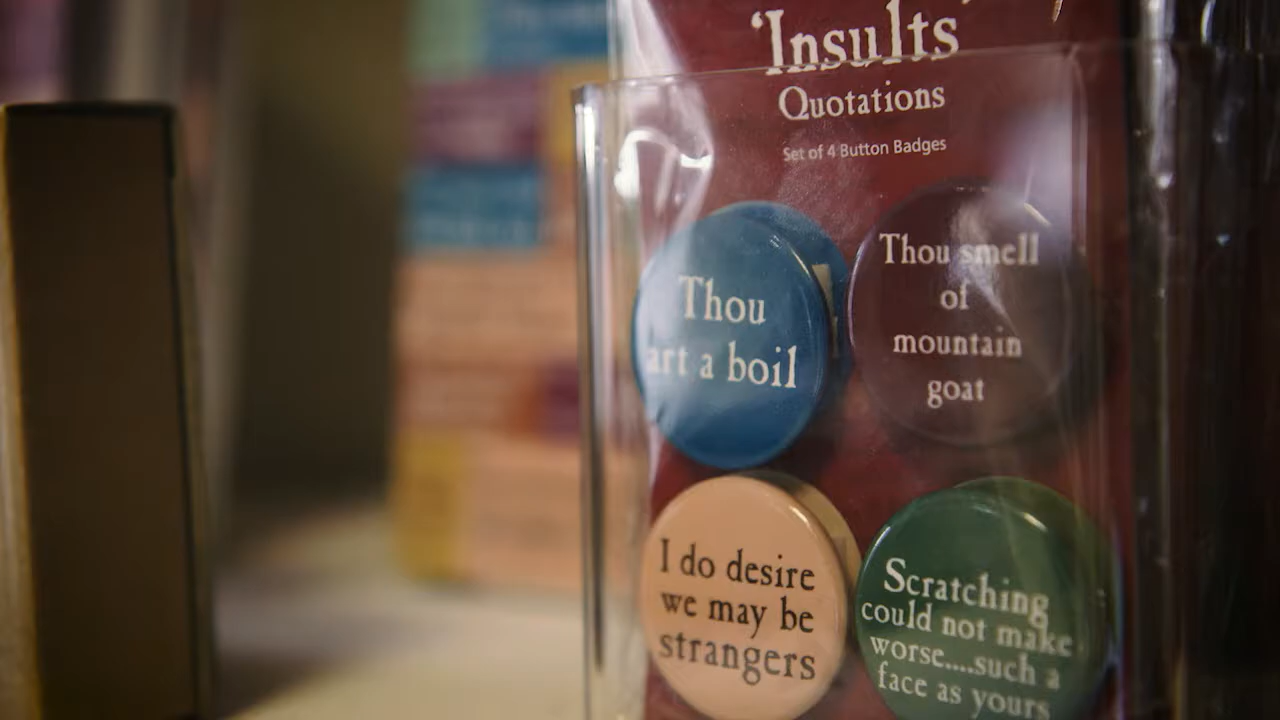 'Insults'
Quotations
Set of 4 Button Badges
Thou
art a boil
Thou smell
of
mountain
goat
I do desire
we may be
strangers
Scratching
could not make
worse....such a
face as yours